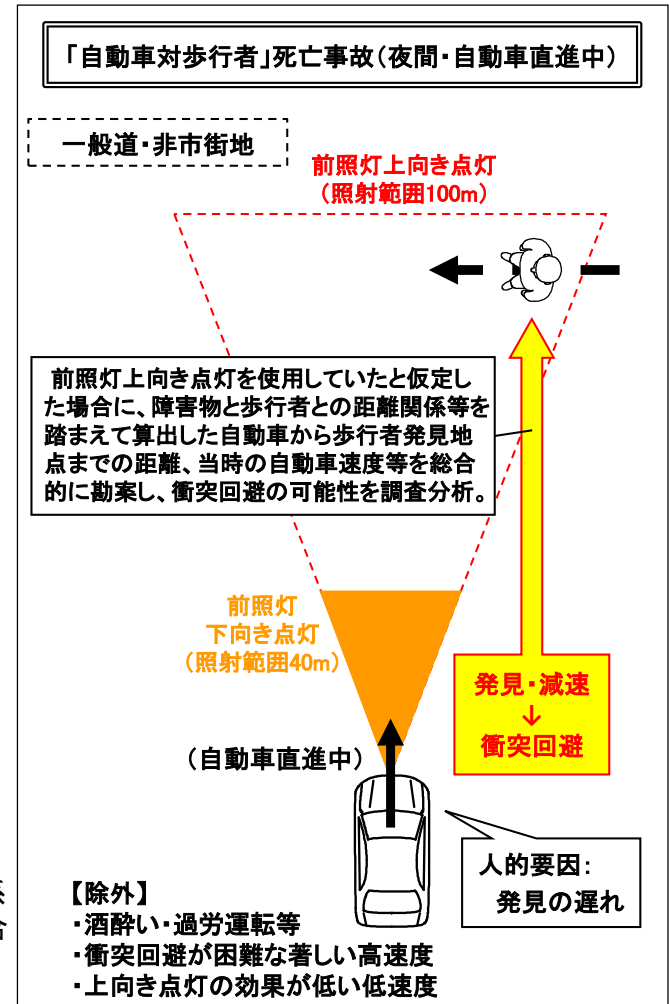 「自動車対歩行者」死亡事故(夜間・自動車直進中)
一般道・非市街地
前照灯上向き点灯
(照射範囲100m)
前照灯上向き点灯を使用していたと仮定し
た場合に、障害物と歩行者との距離関係等を
踏まえて算出した自動車から歩行者発見地
点までの距離、当時の自動車速度等を総合
的に勘案し、衝突回避の可能性を調査分析。
前照灯
下向き点灯
(照射範囲40m)
発見・減速
↓
衝突回避
(自動車直進中)
人的要因:
発見の遅れ
【除外】
・酒酔い・過労運転等
・衝突回避が困難な著しい高速度
・上向き点灯の効果が低い低速度